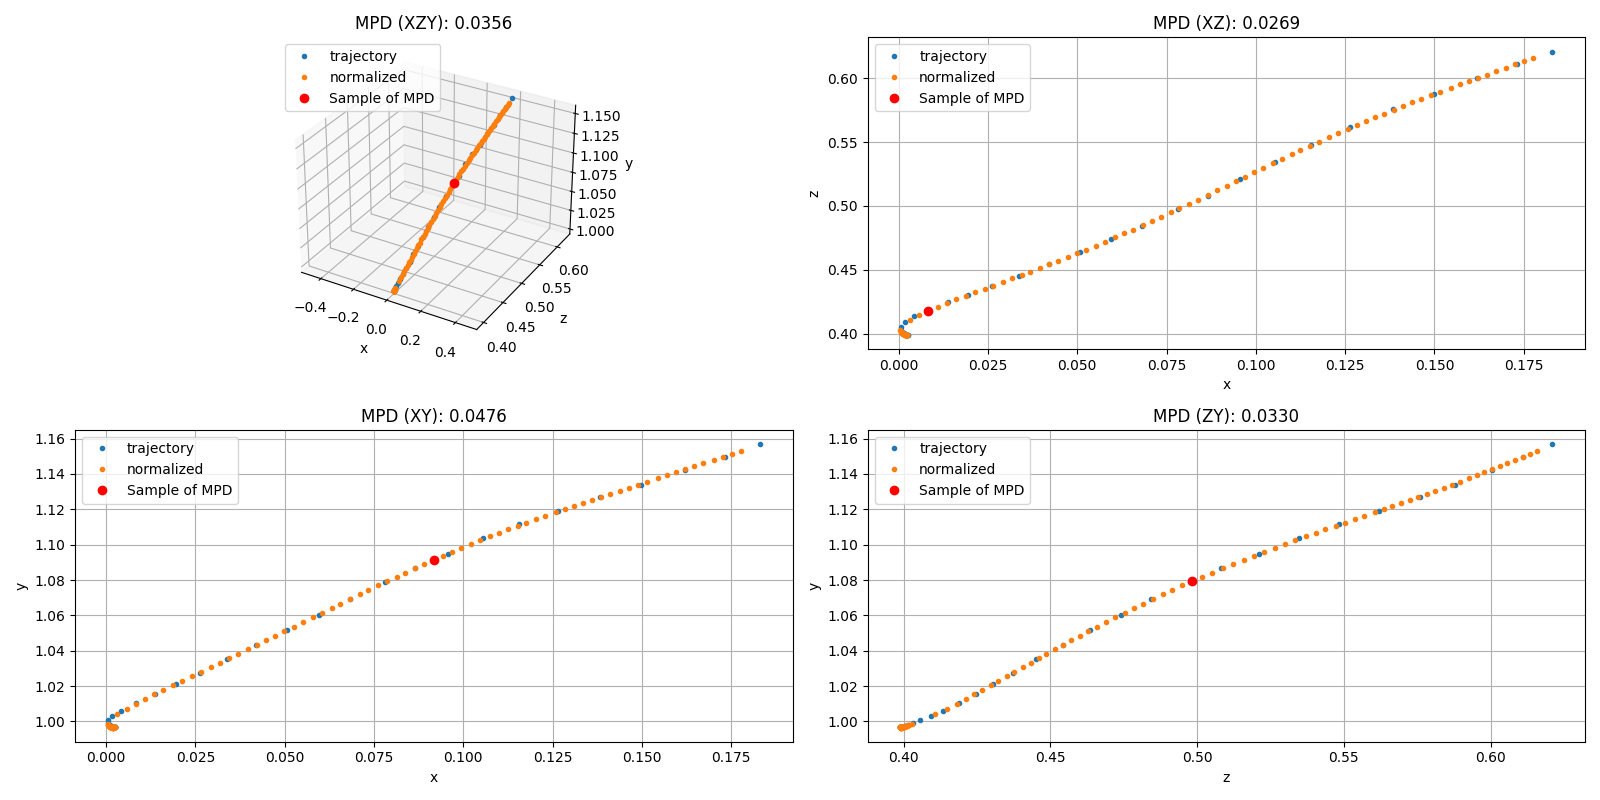 MPD (XZY): 0.0356
trajectory
normalized
Sample of MPD
1.150
1.125
1.100
1.075
1.050
1.025
1.000
y
0.60
0.55
0.50
0.45
0.40
z
−0.4
−0.2
0.0
0.2
0.4
x
MPD (XZ): 0.0269
trajectory
normalized
Sample of MPD
0.60
0.55
0.50
0.45
0.40
z
0.000 0.025 0.050 0.075 0.100 0.125 0.150 0.175
x
MPD (XY): 0.0476
trajectory
normalized
Sample of MPD
1.16
1.14
1.12
1.10
1.08
1.06
1.04
1.02
1.00
y
0.000 0.025 0.050 0.075 0.100 0.125 0.150 0.175
x
MPD (ZY): 0.0330
trajectory
normalized
Sample of MPD
1.16
1.14
1.12
1.10
1.08
1.06
1.04
1.02
1.00
y
0.40 0.45 0.50 0.55 0.60
z